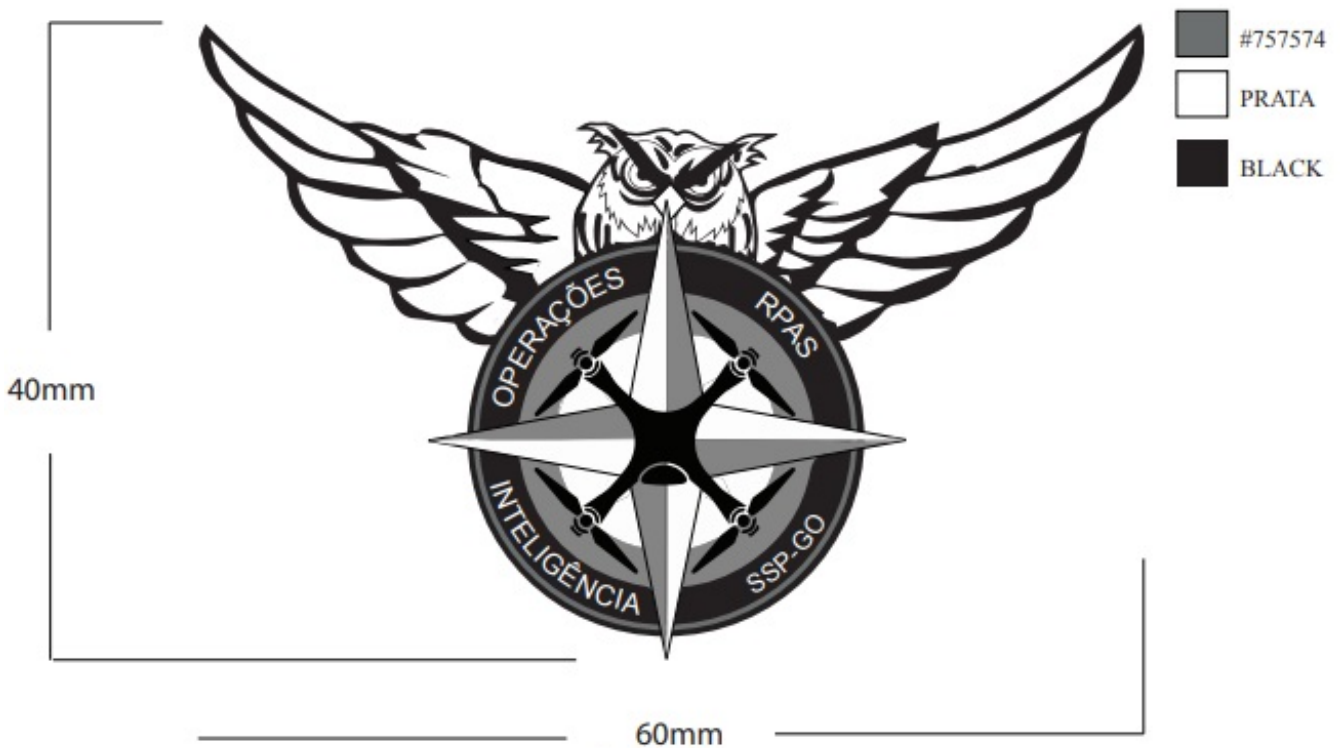 #757574
PRATA
BLACK
40mm
OPERAÇÕES
RPAS
INTELIGÊNCIA
SSP-GO
60mm